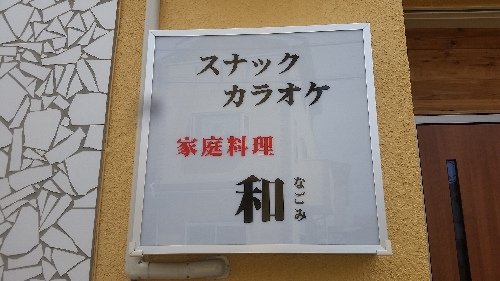 スナック
カラオケ
家庭料理
和 なごみ